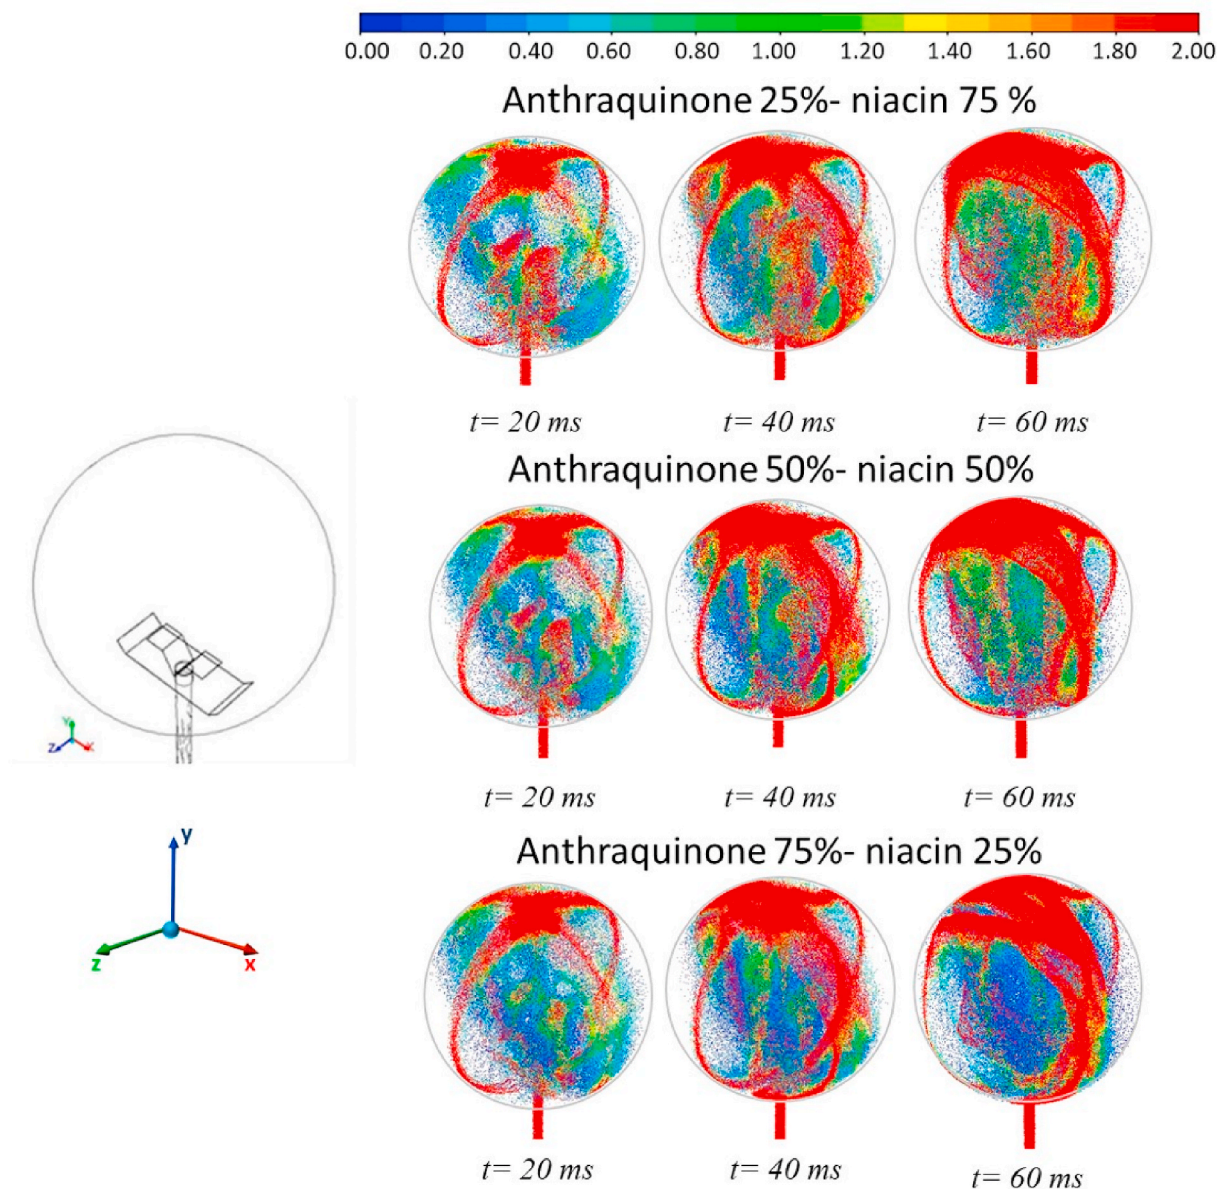 0.00 0.20 0.40 0.60 0.80 1.00 1.20 1.40 1.60 1.80 2.00
Anthraquinone 25%- niacin 75 %
t= 20 ms t= 40 ms t= 60 ms
Anthraquinone 50%- niacin 50%
Y
Z X
t= 20 ms t= 40 ms t= 60 ms
y
z x
Anthraquinone 75%- niacin 25%
t= 20 ms t= 40 ms t= 60 ms